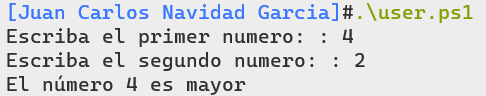 [Juan Carlos Navidad Garcia]#.\user.ps1
Escriba el primer numero: : 4
Escriba el segundo numero: : 2
El número 4 es mayor